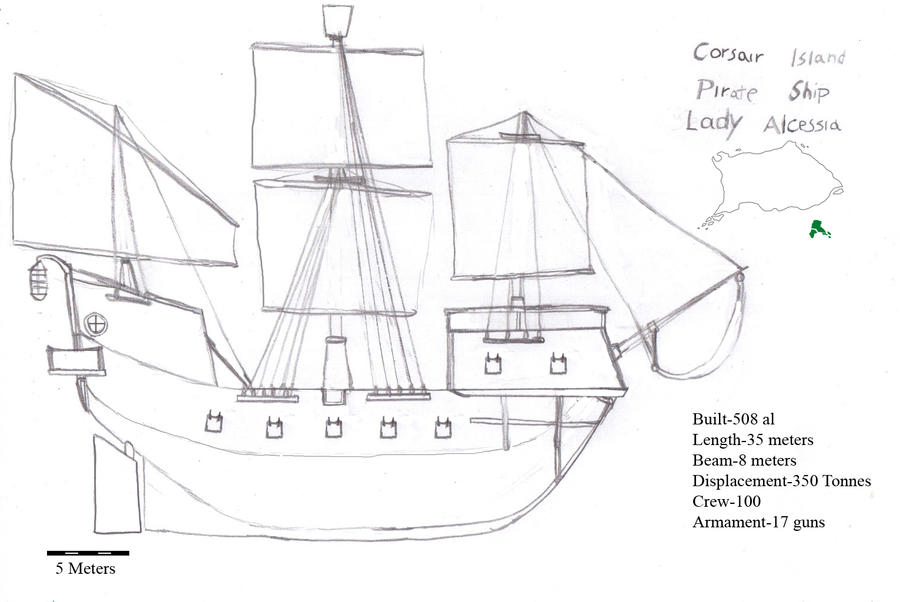 Corsair Island
Pirate Ship
Lady Alcessia
Built-508 al
Length-35 meters
Beam-8 meters
Displacement-350 Tonnes
Crew-100
Armament-17 guns
5 Meters